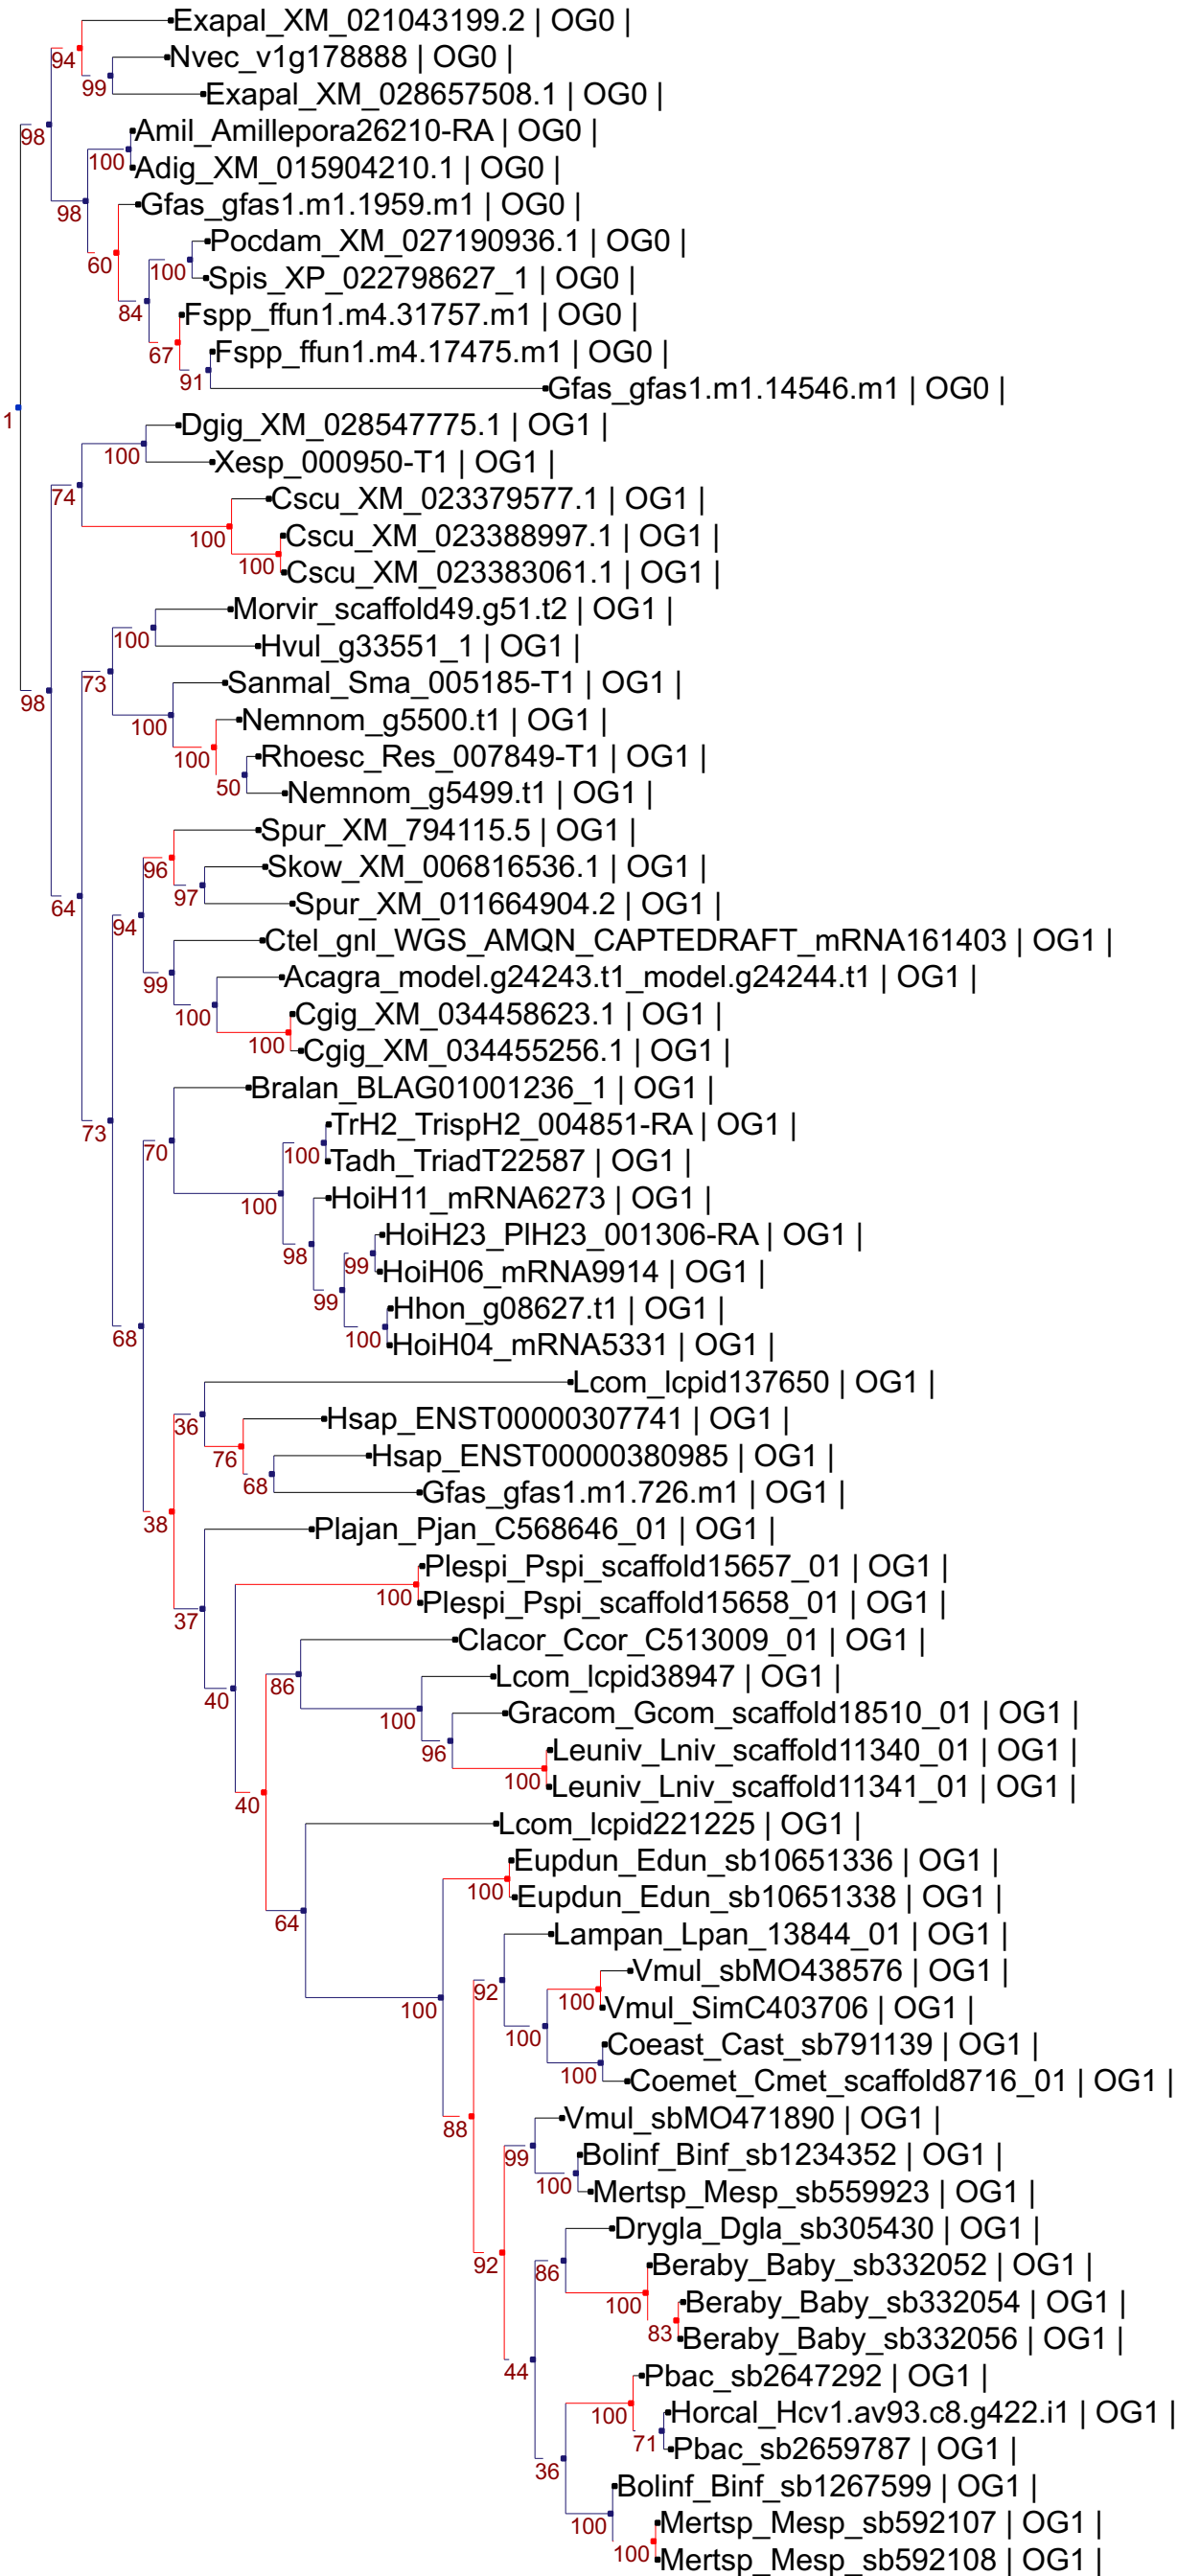 Exapal_XM_021043199.2 | OG0 |
94
Nvec_v1g178888 | OG0 |
99
Exapal_XM_028657508.1 | OG0 |
98
Amil_Amillepora26210-RA | OG0 |
100
Adig_XM_015904210.1 | OG0 |
98
Gfas_gfas1.m1.1959.m1 | OG0 |
60
Pocdam_XM_027190936.1 | OG0 |
100
Spis_XP_022798627_1 | OG0 |
84
Fspp_ffun1.m4.31757.m1 | OG0 |
67
Fspp_ffun1.m4.17475.m1 | OG0 |
91
Gfas_gfas1.m1.14546.m1 | OG0 |
1
Dgig_XM_028547775.1 | OG1 |
100
Xesp_000950-T1 | OG1 |
74
Cscu_XM_023379577.1 | OG1 |
100
Cscu_XM_023388997.1 | OG1 |
100
Cscu_XM_023383061.1 | OG1 |
Morvir_scaffold49.g51.t2 | OG1 |
100
Hvul_g33551_1 | OG1 |
73
Sanmal_Sma_005185-T1 | OG1 |
98
100
Nemnom_g5500.t1 | OG1 |
100
Rhoesc_Res_007849-T1 | OG1 |
50
Nemnom_g5499.t1 | OG1 |
Spur_XM_794115.5 | OG1 |
96
Skow_XM_006816536.1 | OG1 |
97
Spur_XM_011664904.2 | OG1 |
64
94
Ctel_gnl_WGS_AMQN_CAPTEDRAFT_mRNA161403 | OG1 |
99
Acagra_model.g24243.t1_model.g24244.t1 | OG1 |
100
Cgig_XM_034458623.1 | OG1 |
100
Cgig_XM_034455256.1 | OG1 |
Bralan_BLAG01001236_1 | OG1 |
73
TrH2_TrispH2_004851-RA | OG1 |
70
100
Tadh_TriadT22587 | OG1 |
100
HoiH11_mRNA6273 | OG1 |
98
HoiH23_PlH23_001306-RA | OG1 |
99
HoiH06_mRNA9914 | OG1 |
99
Hhon_g08627.t1 | OG1 |
68
100
HoiH04_mRNA5331 | OG1 |
Lcom_lcpid137650 | OG1 |
36
Hsap_ENST00000307741 | OG1 |
76
Hsap_ENST00000380985 | OG1 |
68
Gfas_gfas1.m1.726.m1 | OG1 |
38
Plajan_Pjan_C568646_01 | OG1 |
Plespi_Pspi_scaffold15657_01 | OG1 |
100
Plespi_Pspi_scaffold15658_01 | OG1 |
37
Clacor_Ccor_C513009_01 | OG1 |
86
Lcom_lcpid38947 | OG1 |
40
100
Gracom_Gcom_scaffold18510_01 | OG1 |
96
Leuniv_Lniv_scaffold11340_01 | OG1 |
100
Leuniv_Lniv_scaffold11341_01 | OG1 |
40
Lcom_lcpid221225 | OG1 |
Eupdun_Edun_sb10651336 | OG1 |
100
Eupdun_Edun_sb10651338 | OG1 |
64
Lampan_Lpan_13844_01 | OG1 |
Vmul_sbMO438576 | OG1 |
92
100
Vmul_SimC403706 | OG1 |
100
100
Coeast_Cast_sb791139 | OG1 |
100
Coemet_Cmet_scaffold8716_01 | OG1 |
88
Vmul_sbMO471890 | OG1 |
99
Bolinf_Binf_sb1234352 | OG1 |
100
Mertsp_Mesp_sb559923 | OG1 |
Drygla_Dgla_sb305430 | OG1 |
92
86
Beraby_Baby_sb332052 | OG1 |
100
Beraby_Baby_sb332054 | OG1 |
83
Beraby_Baby_sb332056 | OG1 |
44
Pbac_sb2647292 | OG1 |
100
Horcal_Hcv1.av93.c8.g422.i1 | OG1 |
71
Pbac_sb2659787 | OG1 |
36
Bolinf_Binf_sb1267599 | OG1 |
100
Mertsp_Mesp_sb592107 | OG1 |
100
Mertsp_Mesp_sb592108 | OG1 |